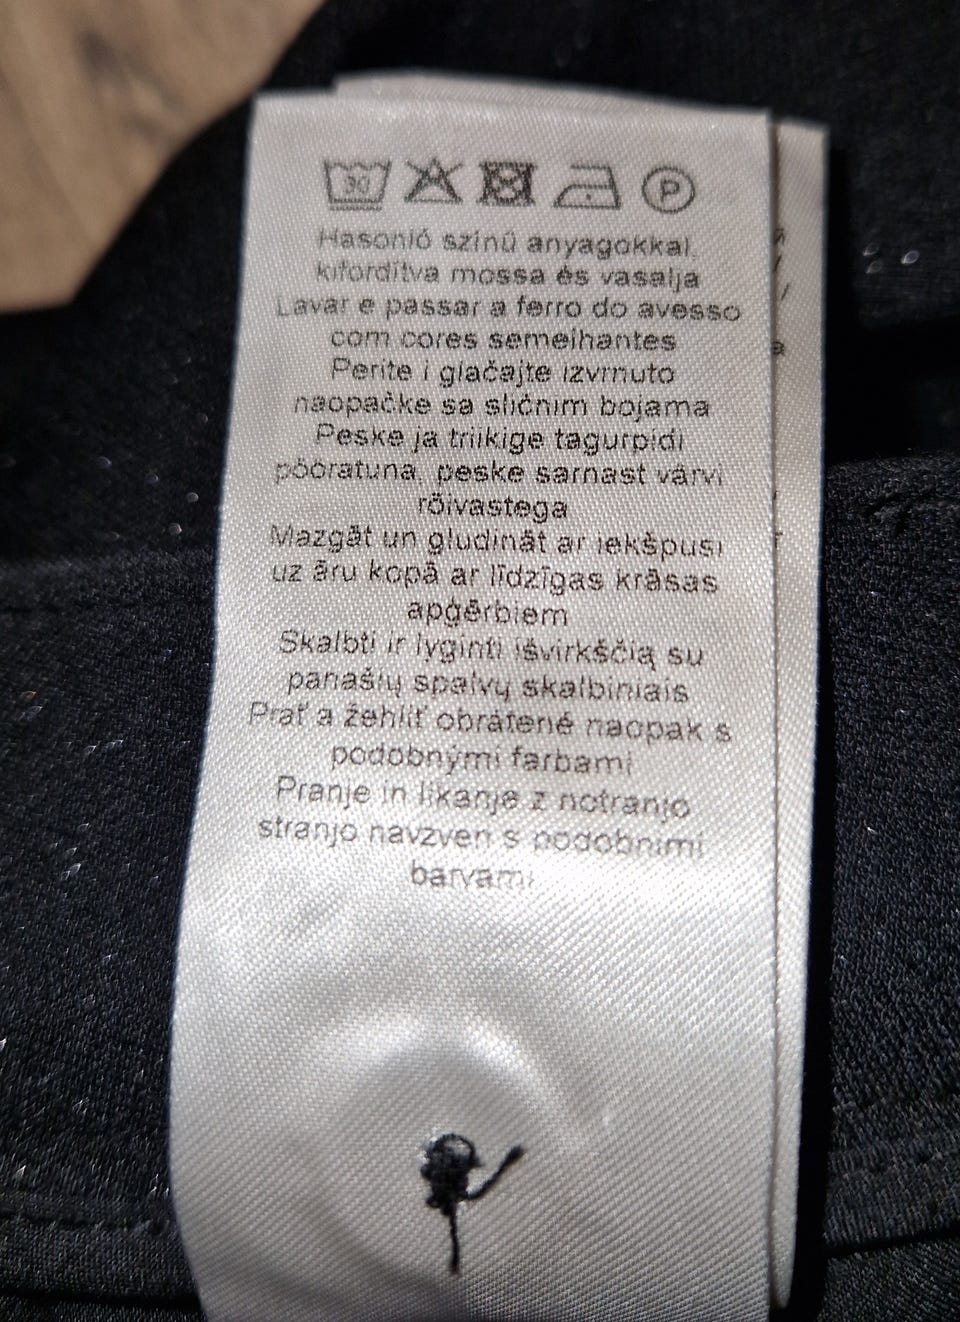 30
P
Hasonló színű anyagokkal,
kifordítva mossa és vasalja
Lavar e passar a ferro do avesso
com cores semelhantes
Perite i glačajte izvrnuto
naopačke sa sličnim bojama
Peske ja triikige tagurpidi
pööratuna, peske sarnast värvi
rõivastega
Mazgāt un gludināt ar iekšpusi
uz āru kopā ar līdzīgas krāsas
apģērbiem
Skalbti ir lyginti išvirkščią su
panašių spalvų skalbiniais
Prať a žehliť obrátené naopak s
podobnými farbami
Pranje in likanje z notranjo
stranjo navzven s podobnimi
barvami